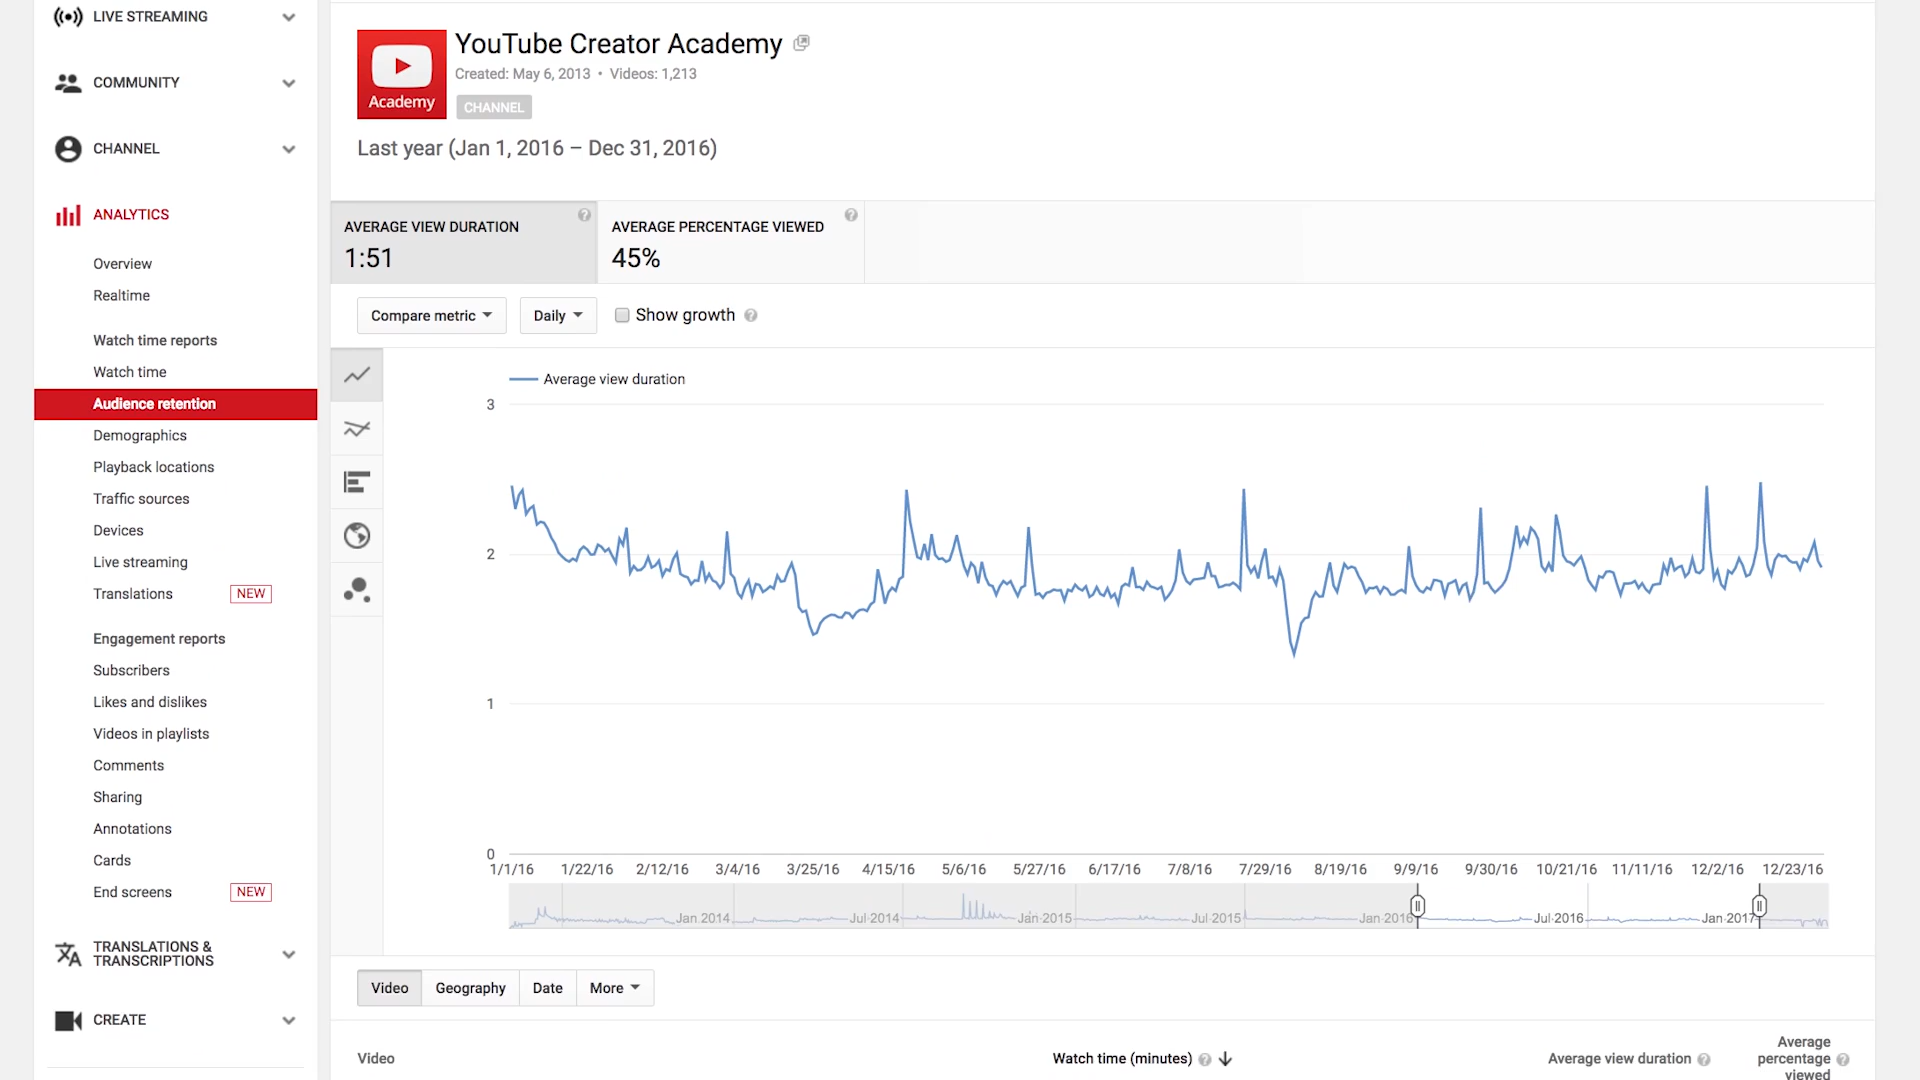 LIVE STREAMING
COMMUNITY
CHANNEL
ANALYTICS
Overview
Realtime
Watch time reports
Watch time
Audience retention
Demographics
Playback locations
Traffic sources
Devices
Live streaming
Translations NEW
Engagement reports
Subscribers
Likes and dislikes
Videos in playlists
Comments
Sharing
Annotations
Cards
End screens NEW
TRANSLATIONS &
TRANSCRIPTIONS
CREATE
Academy
YouTube Creator Academy
Created: May 6, 2013 • Videos: 1,213
CHANNEL
Last year (Jan 1, 2016 – Dec 31, 2016)
AVERAGE VIEW DURATION ?
1:51
AVERAGE PERCENTAGE VIEWED ?
45%
Compare metric Daily Show growth ?
Average view duration
3
2
1
0
1/1/16 1/22/16 2/12/16 3/4/16 3/25/16 4/15/16 5/6/16 5/27/16 6/17/16 7/8/16 7/29/16 8/19/16 9/9/16 9/30/16 10/21/16 11/11/16 12/2/16 12/23/16
Jan 2014 Jul 2014 Jan 2015 Jul 2015 Jan 2016 Jul 2016 Jan 2017
Video Geography Date More
Video Watch time (minutes) ? Average view duration ? Average
percentage ?
viewed